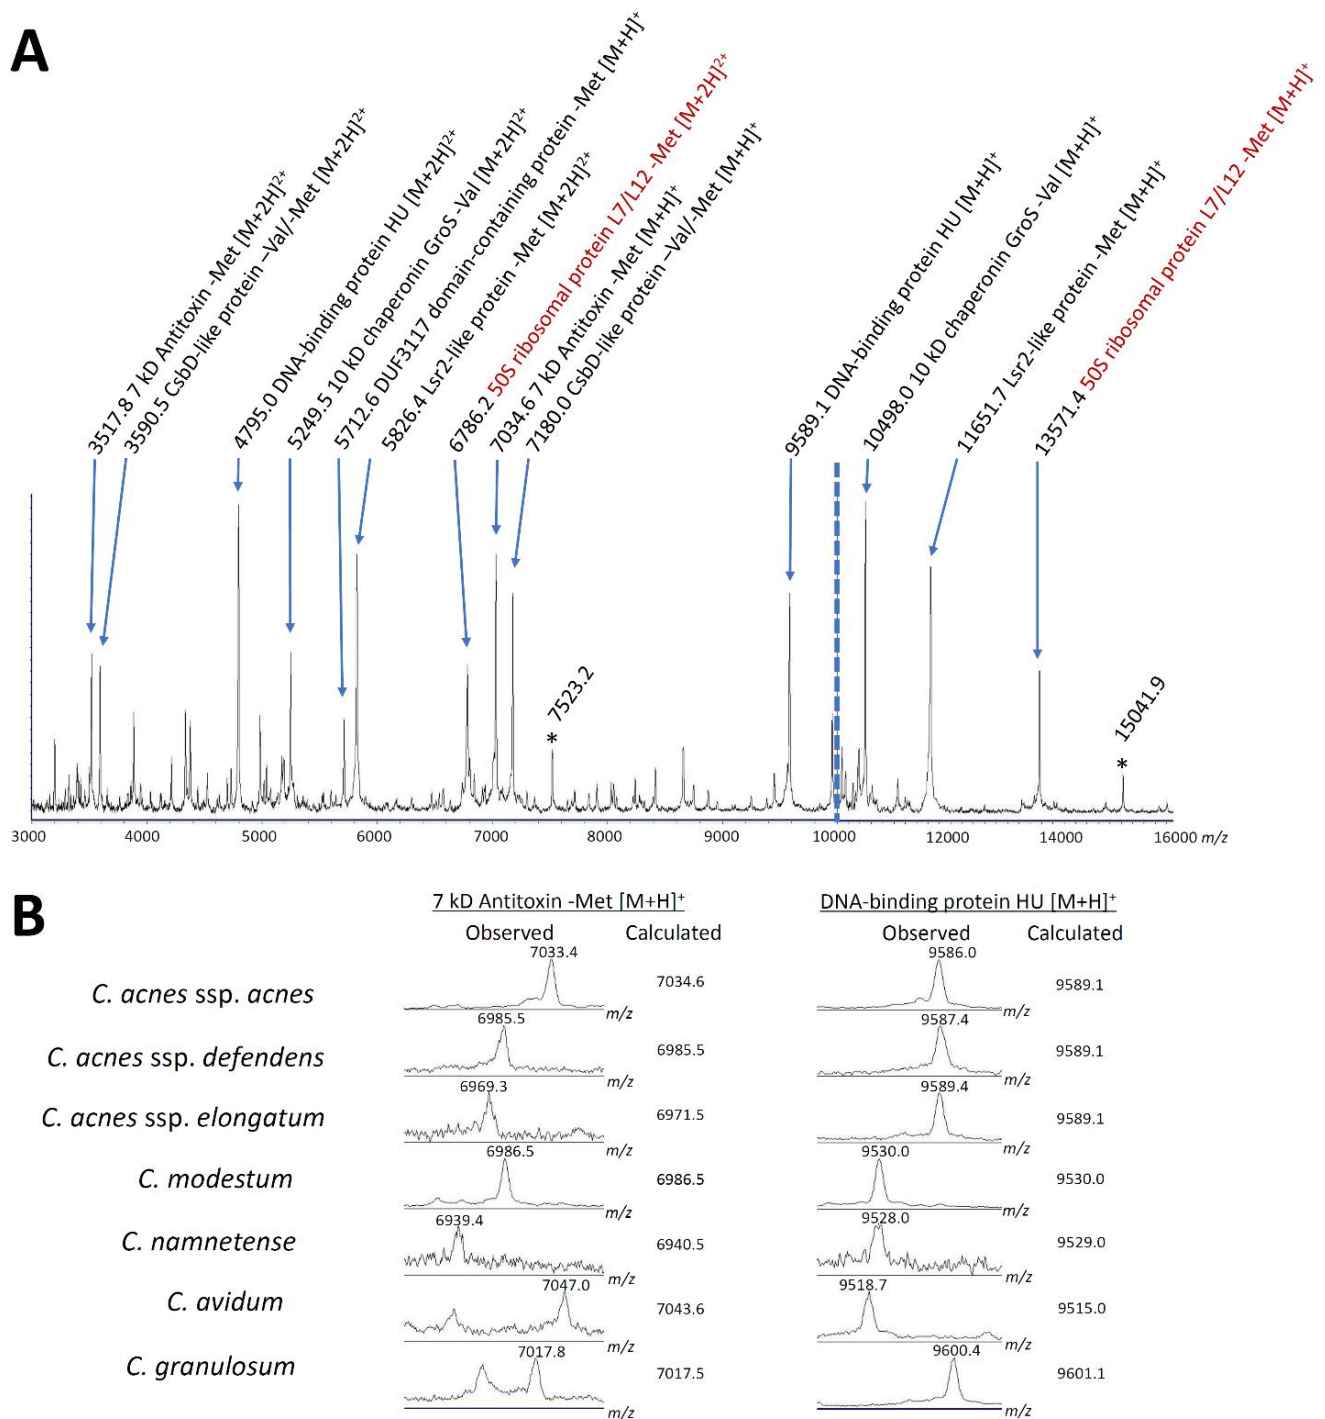 A
3517.8 7 kD Antitoxin -Met [M+2H]²⁺
3590.5 CsbD-like protein –Val/-Met [M+2H]²⁺
4795.0 DNA-binding protein HU [M+2H]²⁺
5249.5 10 kD chaperonin GroS -Val [M+2H]²⁺
5712.6 DUF3117 domain-containing protein -Met [M+H]⁺
5826.4 Lsr2-like protein -Met [M+2H]²⁺
6786.2 50S ribosomal protein L7/L12 -Met [M+2H]²⁺
7034.6 7 kD Antitoxin -Met [M+H]⁺
7180.0 CsbD-like protein –Val/-Met [M+H]⁺
9589.1 DNA-binding protein HU [M+H]⁺
10498.0 10 kD chaperonin GroS -Val [M+H]⁺
11651.7 Lsr2-like protein -Met [M+H]⁺
13571.4 50S ribosomal protein L7/L12 -Met [M+H]⁺
* 7523.2
* 15041.9
3000 4000 5000 6000 7000 8000 9000 10000 12000 14000 16000 m/z
B
7 kD Antitoxin -Met [M+H]⁺ DNA-binding protein HU [M+H]⁺
Observed Calculated Observed Calculated
C. acnes ssp. acnes 7033.4 m/z 7034.6 9586.0 m/z 9589.1
C. acnes ssp. defendens 6985.5 m/z 6985.5 9587.4 m/z 9589.1
C. acnes ssp. elongatum 6969.3 m/z 6971.5 9589.4 m/z 9589.1
C. modestum 6986.5 m/z 6986.5 9530.0 m/z 9530.0
C. namnetense 6939.4 m/z 6940.5 9528.0 m/z 9529.0
C. avidum 7047.0 m/z 7043.6 9518.7 m/z 9515.0
C. granulosum 7017.8 m/z 7017.5 9600.4 m/z 9601.1